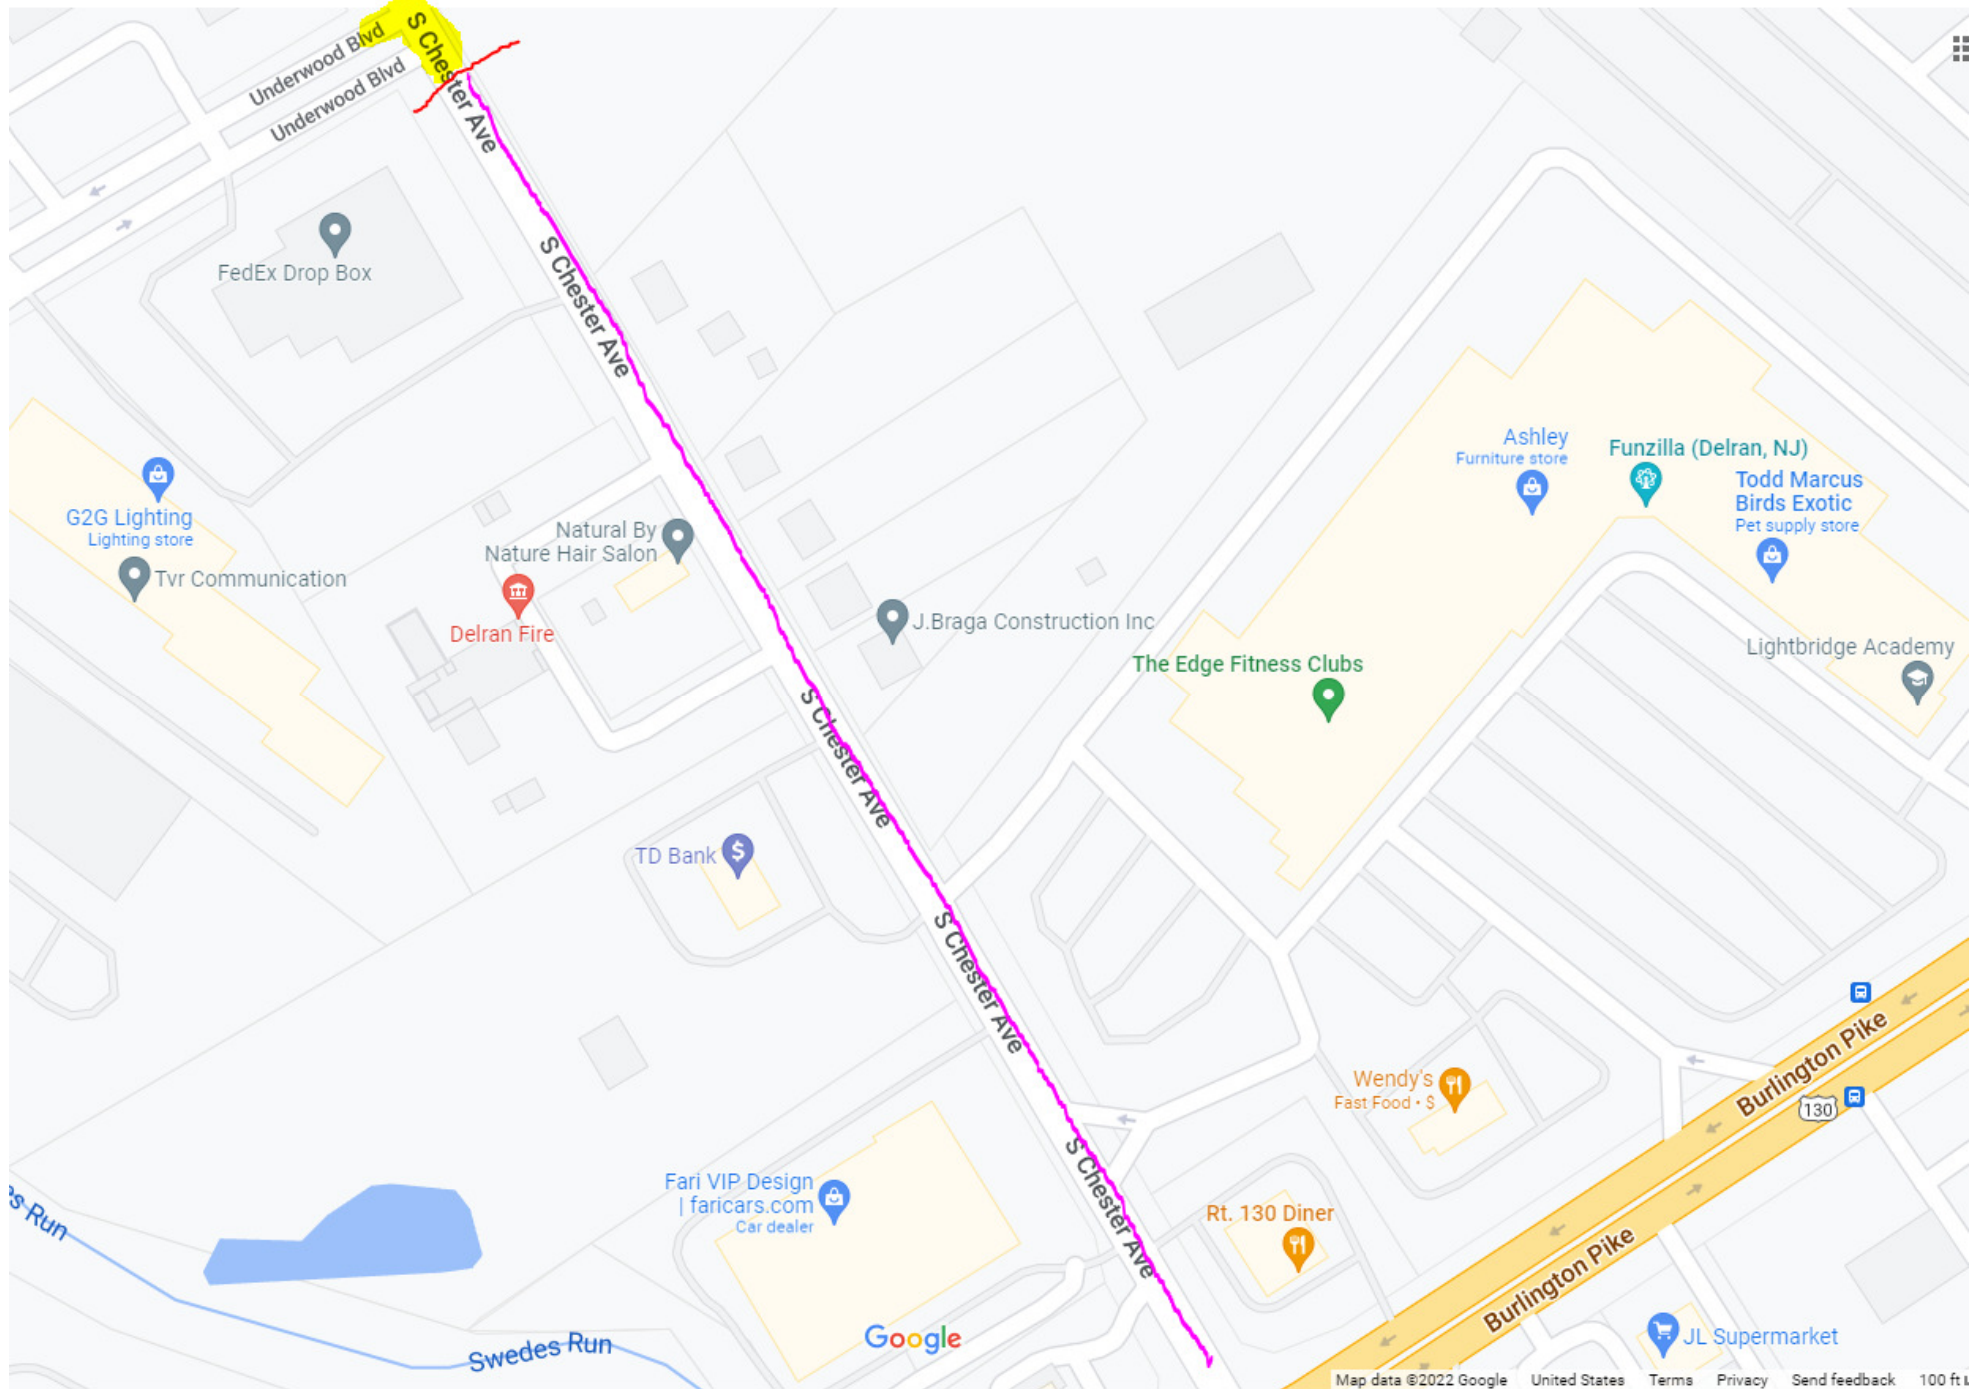 S Chester Ave
Underwood Blvd
Underwood Blvd
S Chester Ave
FedEx Drop Box
Ashley
Furniture store
Funzilla (Delran, NJ)
Todd Marcus
Birds Exotic
Pet supply store
G2G Lighting
Lighting store
Tvr Communication
Natural By
Nature Hair Salon
Delran Fire
J.Braga Construction Inc
The Edge Fitness Clubs
Lightbridge Academy
S Chester Ave
TD Bank
$
S Chester Ave
Wendy's
Fast Food • $
Burlington Pike
130
S Chester Ave
Fari VIP Design
| faricars.com
Car dealer
Rt. 130 Diner
Burlington Pike
Run
Swedes Run
Google
JL Supermarket
Map data ©2022 Google United States Terms Privacy Send feedback 100 ft